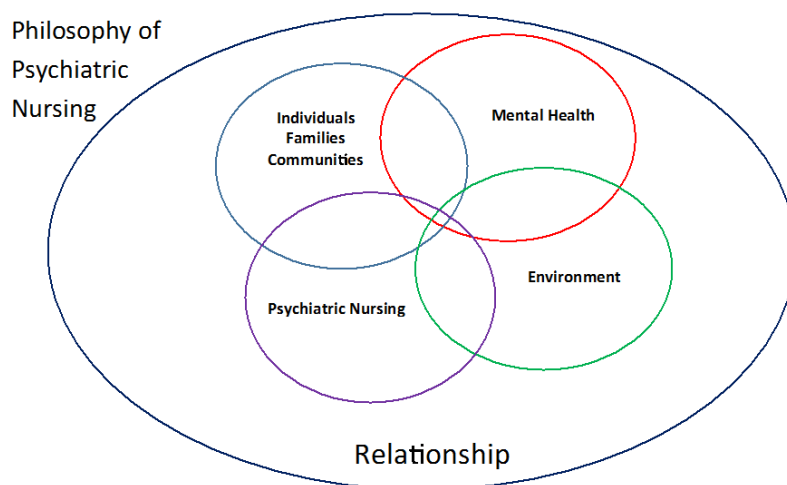 Philosophy of
Psychiatric
Nursing
Individuals
Families
Communities
Mental Health
Environment
Psychiatric Nursing
Relationship